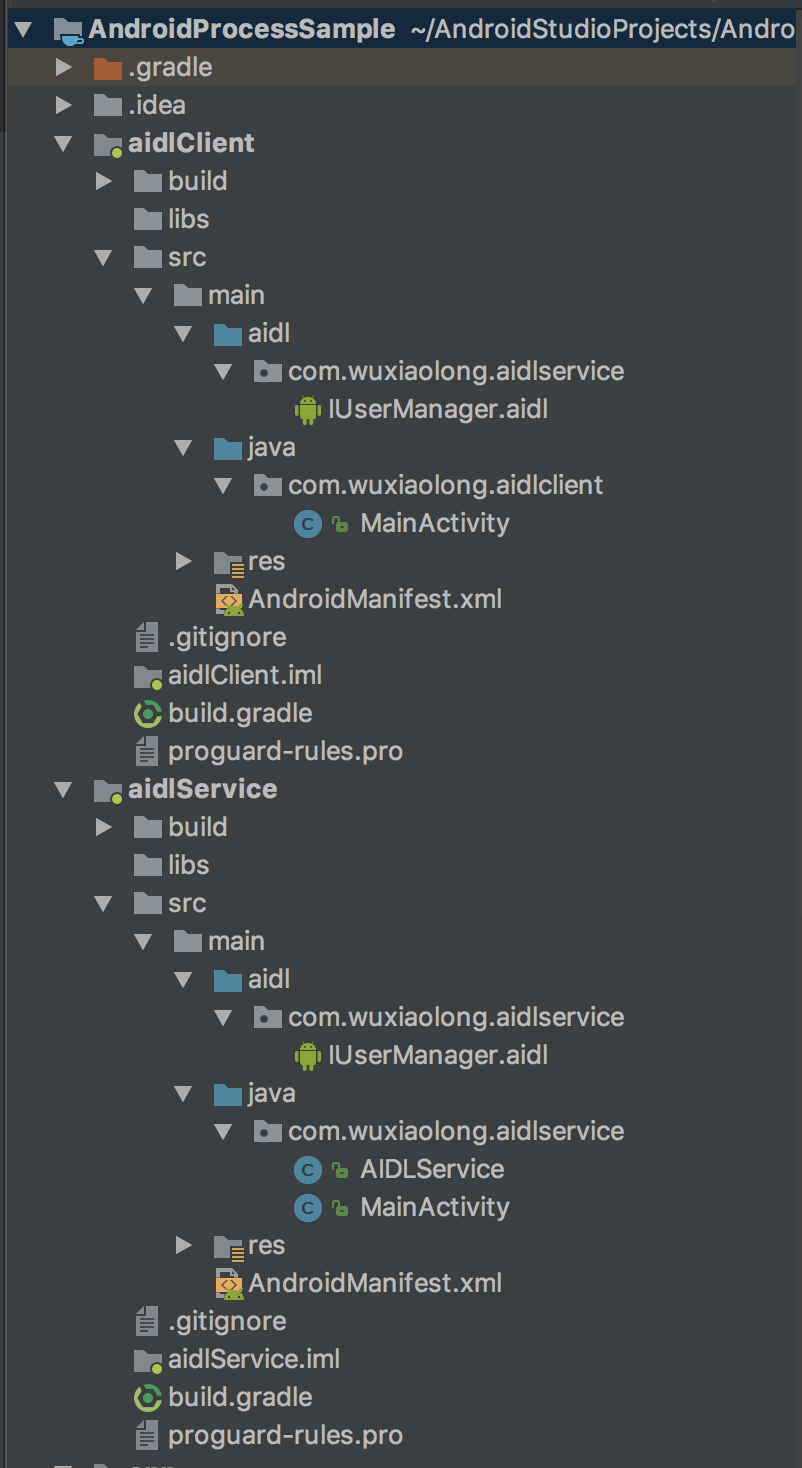 AndroidProcessSample ~/AndroidStudioProjects/Andro
.gradle
.idea
aidlClient
build
libs
src
main
aidl
com.wuxiaolong.aidlservice
IUserManager.aidl
java
com.wuxiaolong.aidlclient
C MainActivity
res
AndroidManifest.xml
.gitignore
aidlClient.iml
build.gradle
proguard-rules.pro
aidlService
build
libs
src
main
aidl
com.wuxiaolong.aidlservice
IUserManager.aidl
java
com.wuxiaolong.aidlservice
C AIDLService
C MainActivity
res
AndroidManifest.xml
.gitignore
aidlService.iml
build.gradle
proguard-rules.pro